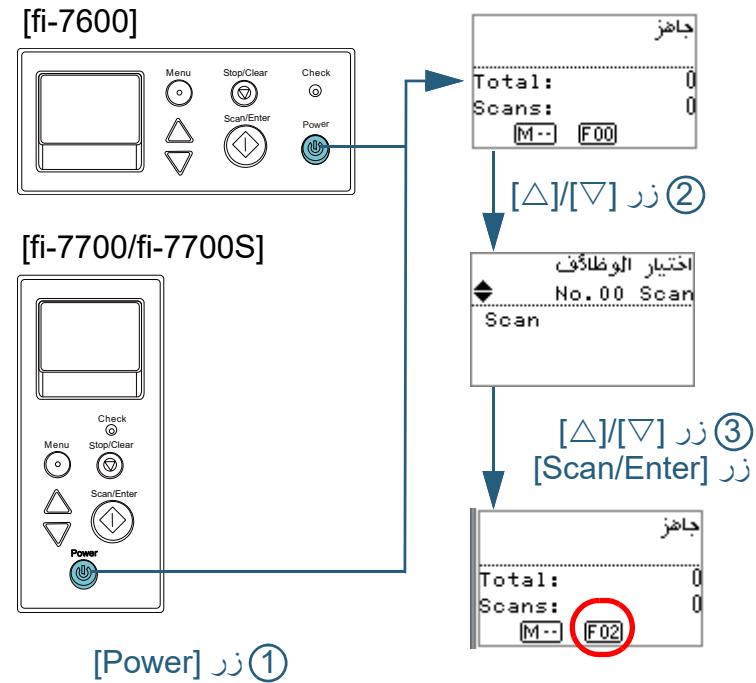 [fi-7600]
Menu
Stop/Clear
Check
Scan/Enter
Power
[fi-7700/fi-7700S]
Check
Menu
Stop/Clear
Scan/Enter
Power
① زر [Power]
جاهز
Total: 0
Scans: 0
M-- F00
② زر [▽]/[△]
اختيار الوظائف
No.00 Scan
Scan
③ زر [▽]/[△]
زر [Scan/Enter]
جاهز
Total: 0
Scans: 0
M-- F02